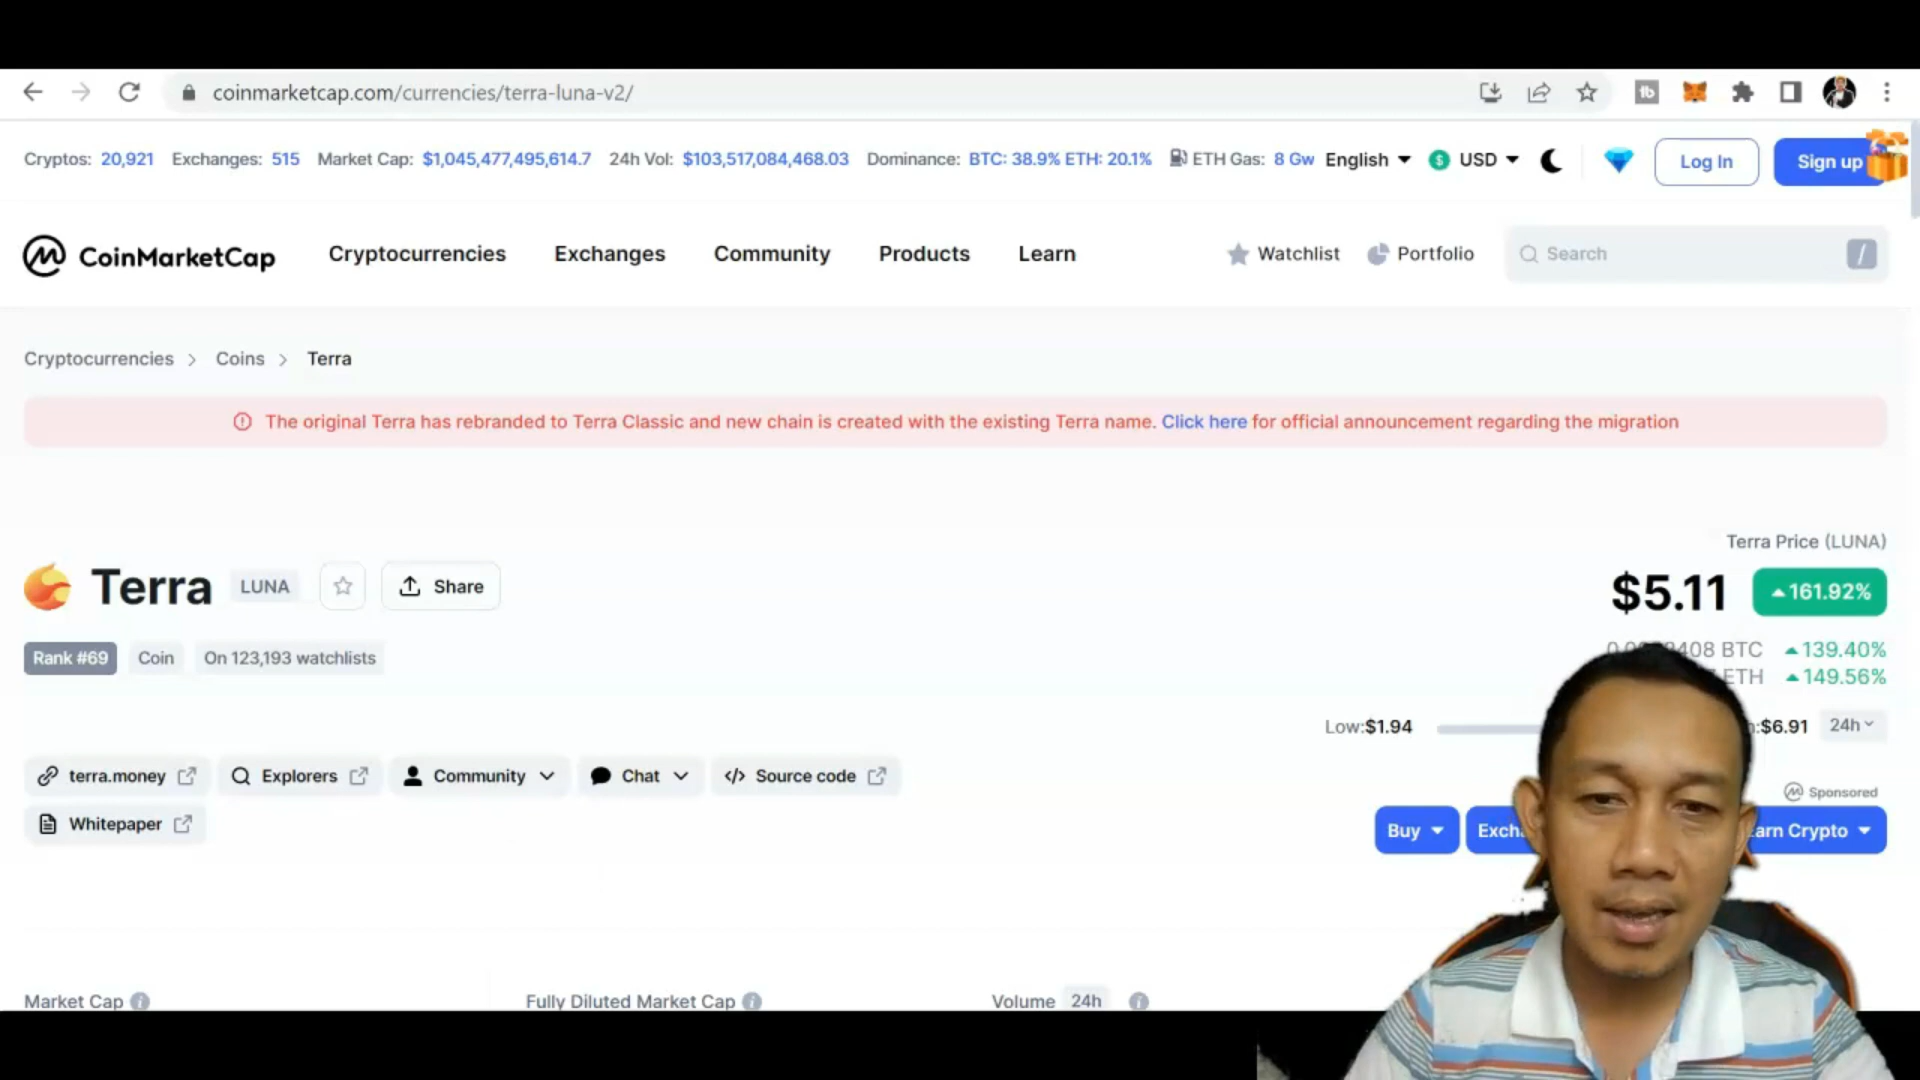 coinmarketcap.com/currencies/terra-luna-v2/
Cryptos: 20,921 Exchanges: 515 Market Cap: $1,045,477,495,614.7 24h Vol: $103,517,084,468.03 Dominance: BTC: 38.9% ETH: 20.1% ETH Gas: 8 Gw English USD Log In Sign up
CoinMarketCap Cryptocurrencies Exchanges Community Products Learn Watchlist Portfolio Search /
Cryptocurrencies > Coins > Terra
The original Terra has rebranded to Terra Classic and new chain is created with the existing Terra name. Click here for official announcement regarding the migration
Terra Price (LUNA)
Terra LUNA Share $5.11 161.92%
Rank #69 Coin On 123,193 watchlists
408 BTC 139.40%
ETH 149.56%
Low:$1.94 $6.91 24h
terra.money Explorers Community Chat Source code
Sponsored
Whitepaper
Buy Crypto
Market Cap Fully Diluted Market Cap Volume 24h